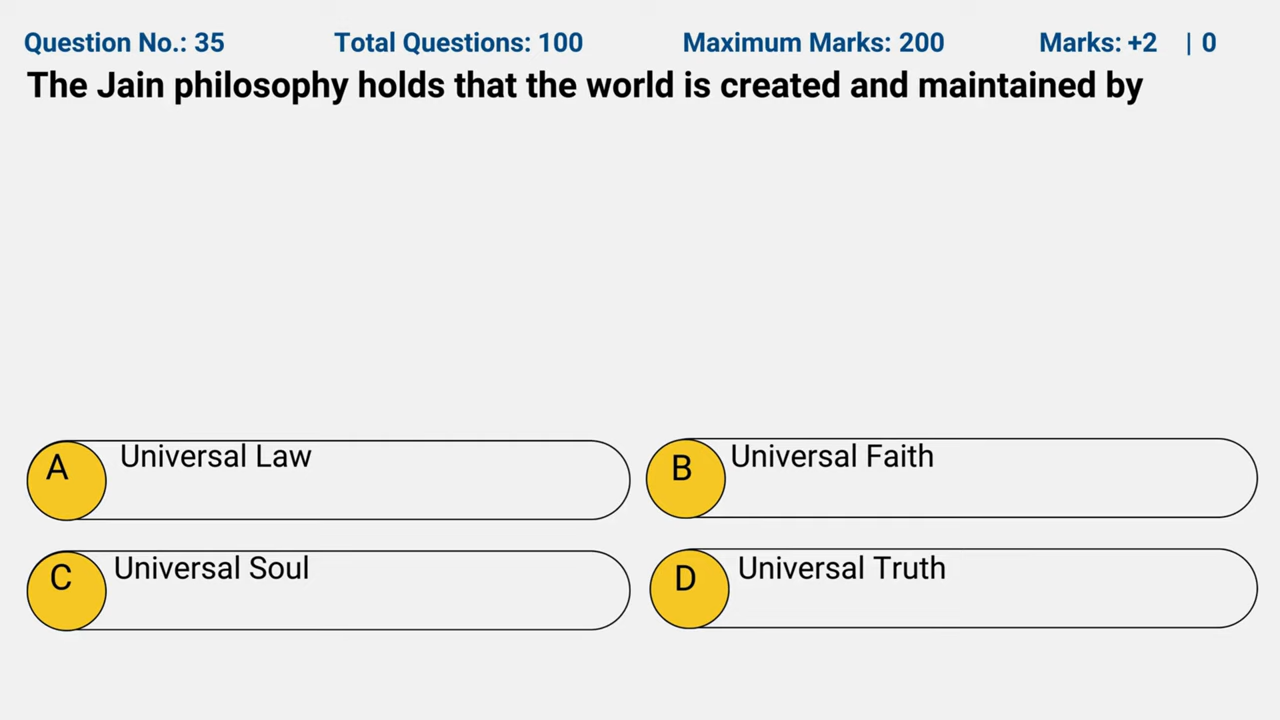 Question No.: 35 Total Questions: 100 Maximum Marks: 200 Marks: +2 | 0
The Jain philosophy holds that the world is created and maintained by
A Universal Law
B Universal Faith
C Universal Soul
D Universal Truth